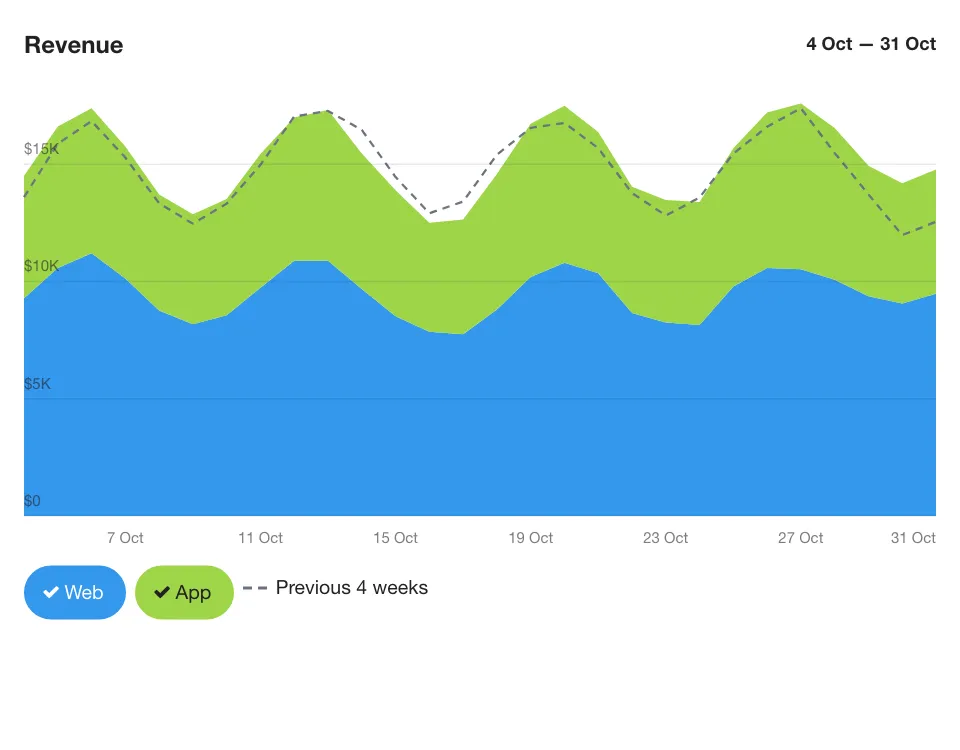 Revenue
4 Oct — 31 Oct
$15K
$10K
$5K
$0
7 Oct 11 Oct 15 Oct 19 Oct 23 Oct 27 Oct 31 Oct
Web App Previous 4 weeks